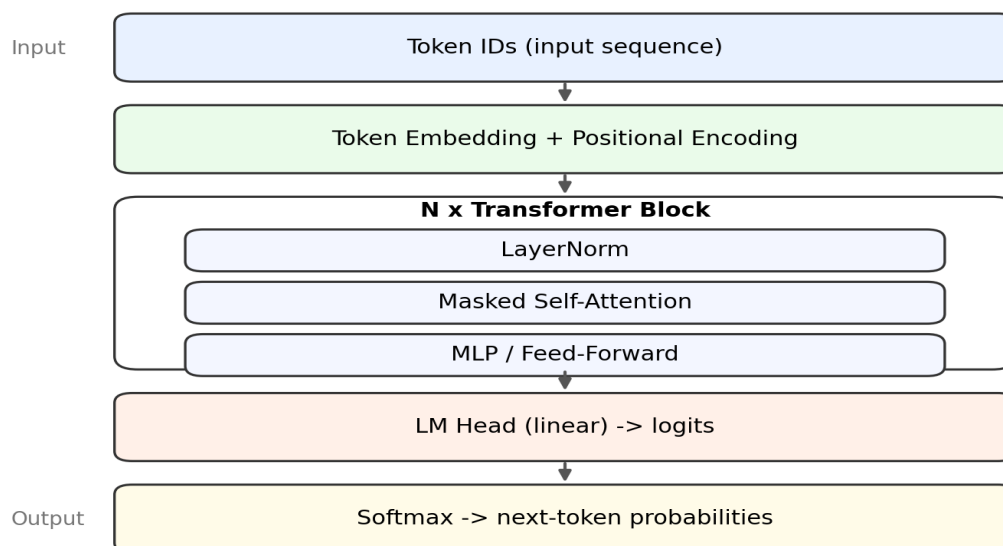 Input
Token IDs (input sequence)
Token Embedding + Positional Encoding
N x Transformer Block
LayerNorm
Masked Self-Attention
MLP / Feed-Forward
LM Head (linear) -> logits
Output
Softmax -> next-token probabilities